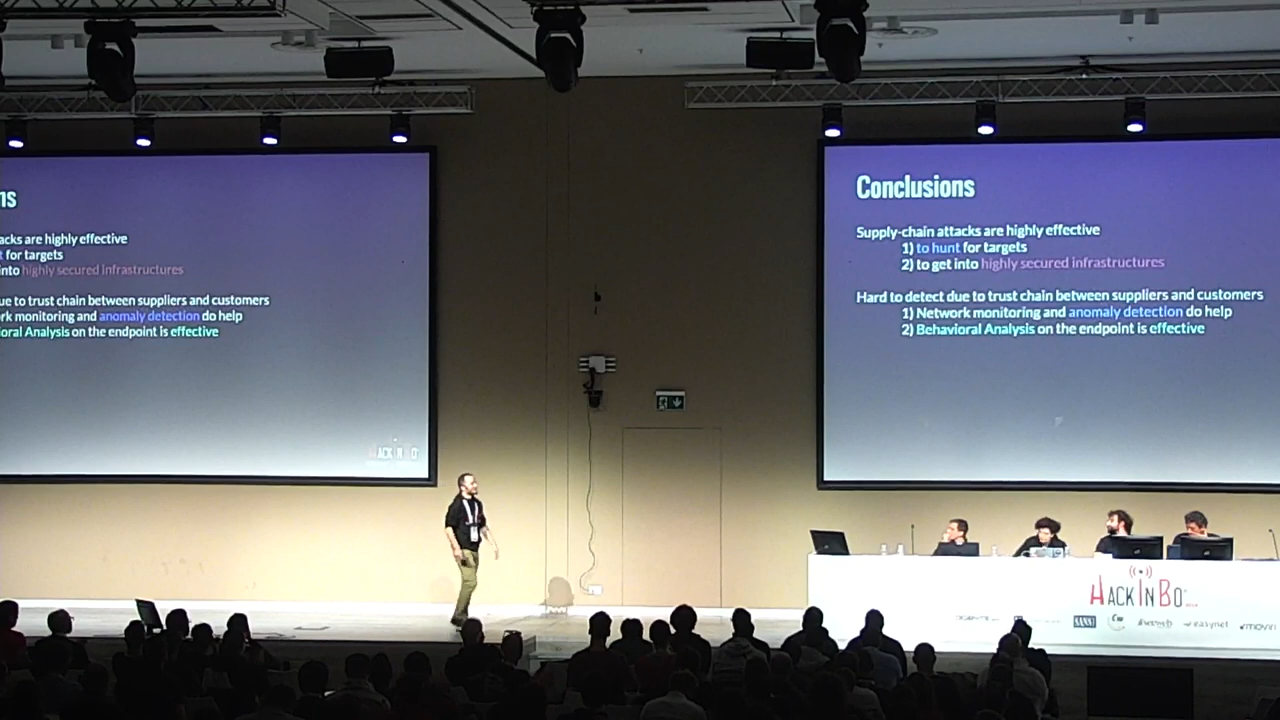 ns
acks are highly effective
for targets
into highly secured infrastructures
ue to trust chain between suppliers and customers
rk monitoring and anomaly detection do help
oral Analysis on the endpoint is effective
HACKINBO
Conclusions
Supply-chain attacks are highly effective
1) to hunt for targets
2) to get into highly secured infrastructures
Hard to detect due to trust chain between suppliers and customers
1) Network monitoring and anomaly detection do help
2) Behavioral Analysis on the endpoint is effective
HACKINBO
SANS
easynet
moviri